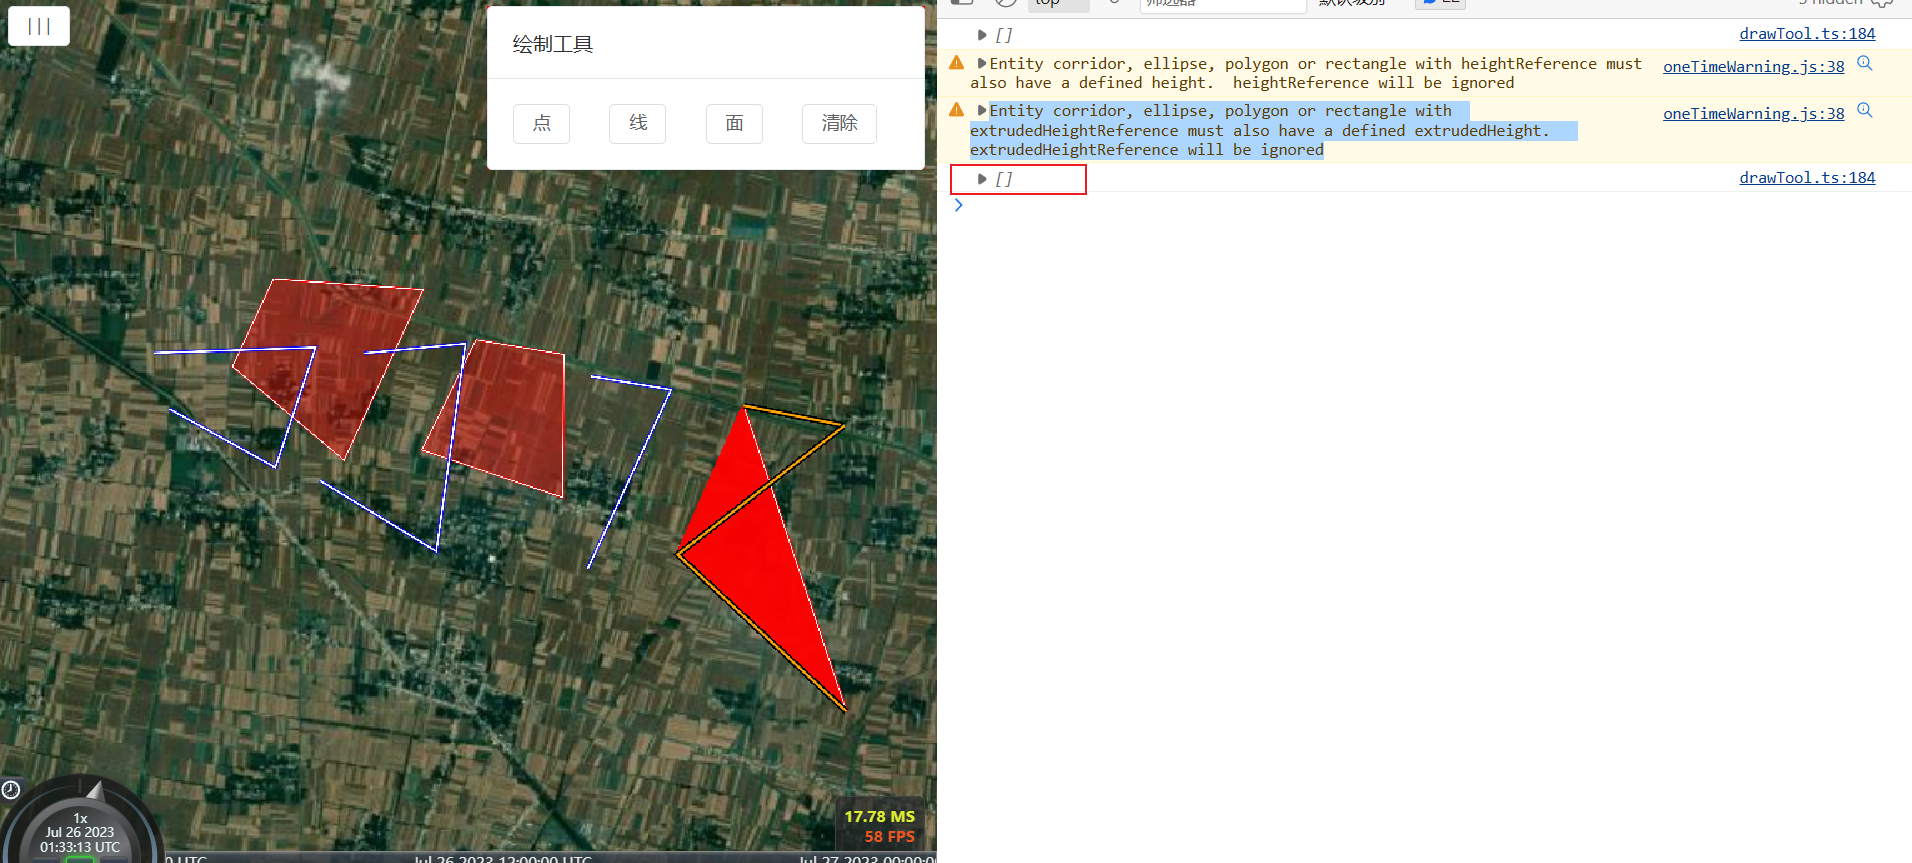 |||
绘制工具
点
线
面
清除
1x
Jul 26 2023
01:33:13 UTC
17.78 MS
58 FPS
0 UTC
Jul 26 2023 12:00:00 UTC
Jul 27 2023 00:00:0
top
筛选器
默认级别
22
5 hidden
[]
drawTool.ts:184
Entity corridor, ellipse, polygon or rectangle with heightReference must
also have a defined height.  heightReference will be ignored
oneTimeWarning.js:38
Entity corridor, ellipse, polygon or rectangle with
extrudedHeightReference must also have a defined extrudedHeight.
extrudedHeightReference will be ignored
oneTimeWarning.js:38
[]
drawTool.ts:184